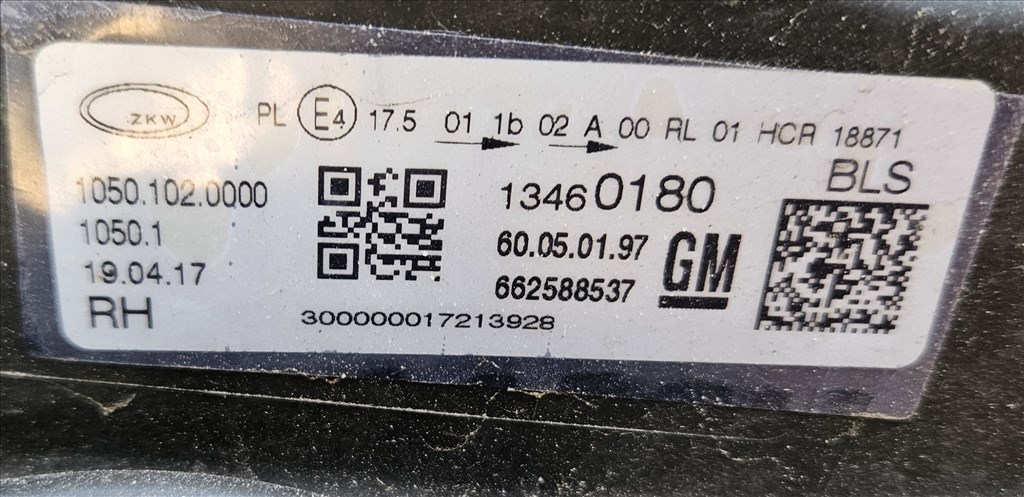 ZKW
PL E4 17.5 01 1b 02 A 00 RL 01 HCR 18871
BLS
1050.102.0000
13460180
1050.1
60.05.01.97
GM
19.04.17
662588537
RH
300000017213928